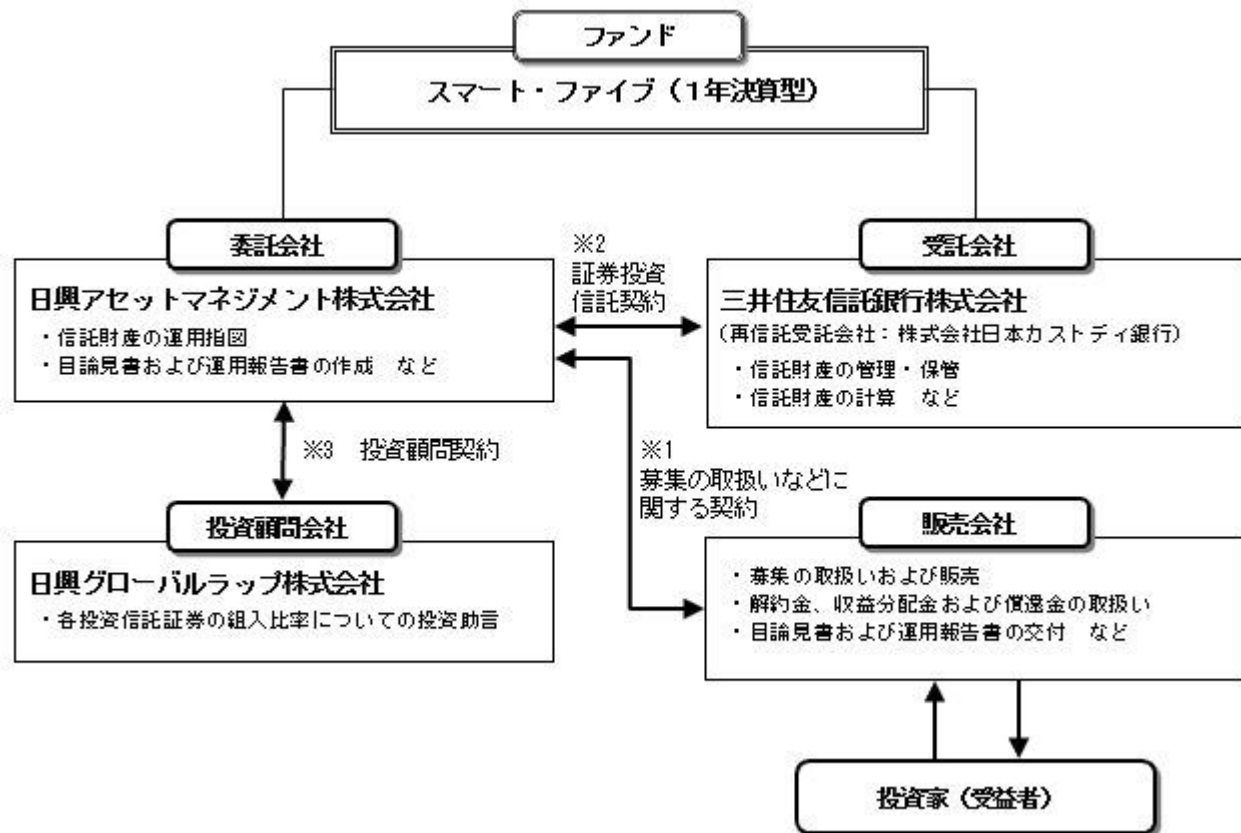 ファンド
スマート・ファイブ（1年決算型）
委託会社
日興アセットマネジメント株式会社
・信託財産の運用指図
・目論見書および運用報告書の作成　など
※2
証券投資
信託契約
受託会社
三井住友信託銀行株式会社
（再信託受託会社：株式会社日本カストディ銀行）
・信託財産の管理・保管
・信託財産の計算　など
※3　投資顧問契約
※1
募集の取扱いなどに
関する契約
投資顧問会社
日興グローバルラップ株式会社
・各投資信託証券の組入比率についての投資助言
販売会社
・募集の取扱いおよび販売
・解約金、収益分配金および償還金の取扱い
・目論見書および運用報告書の交付　など
投資家（受益者）